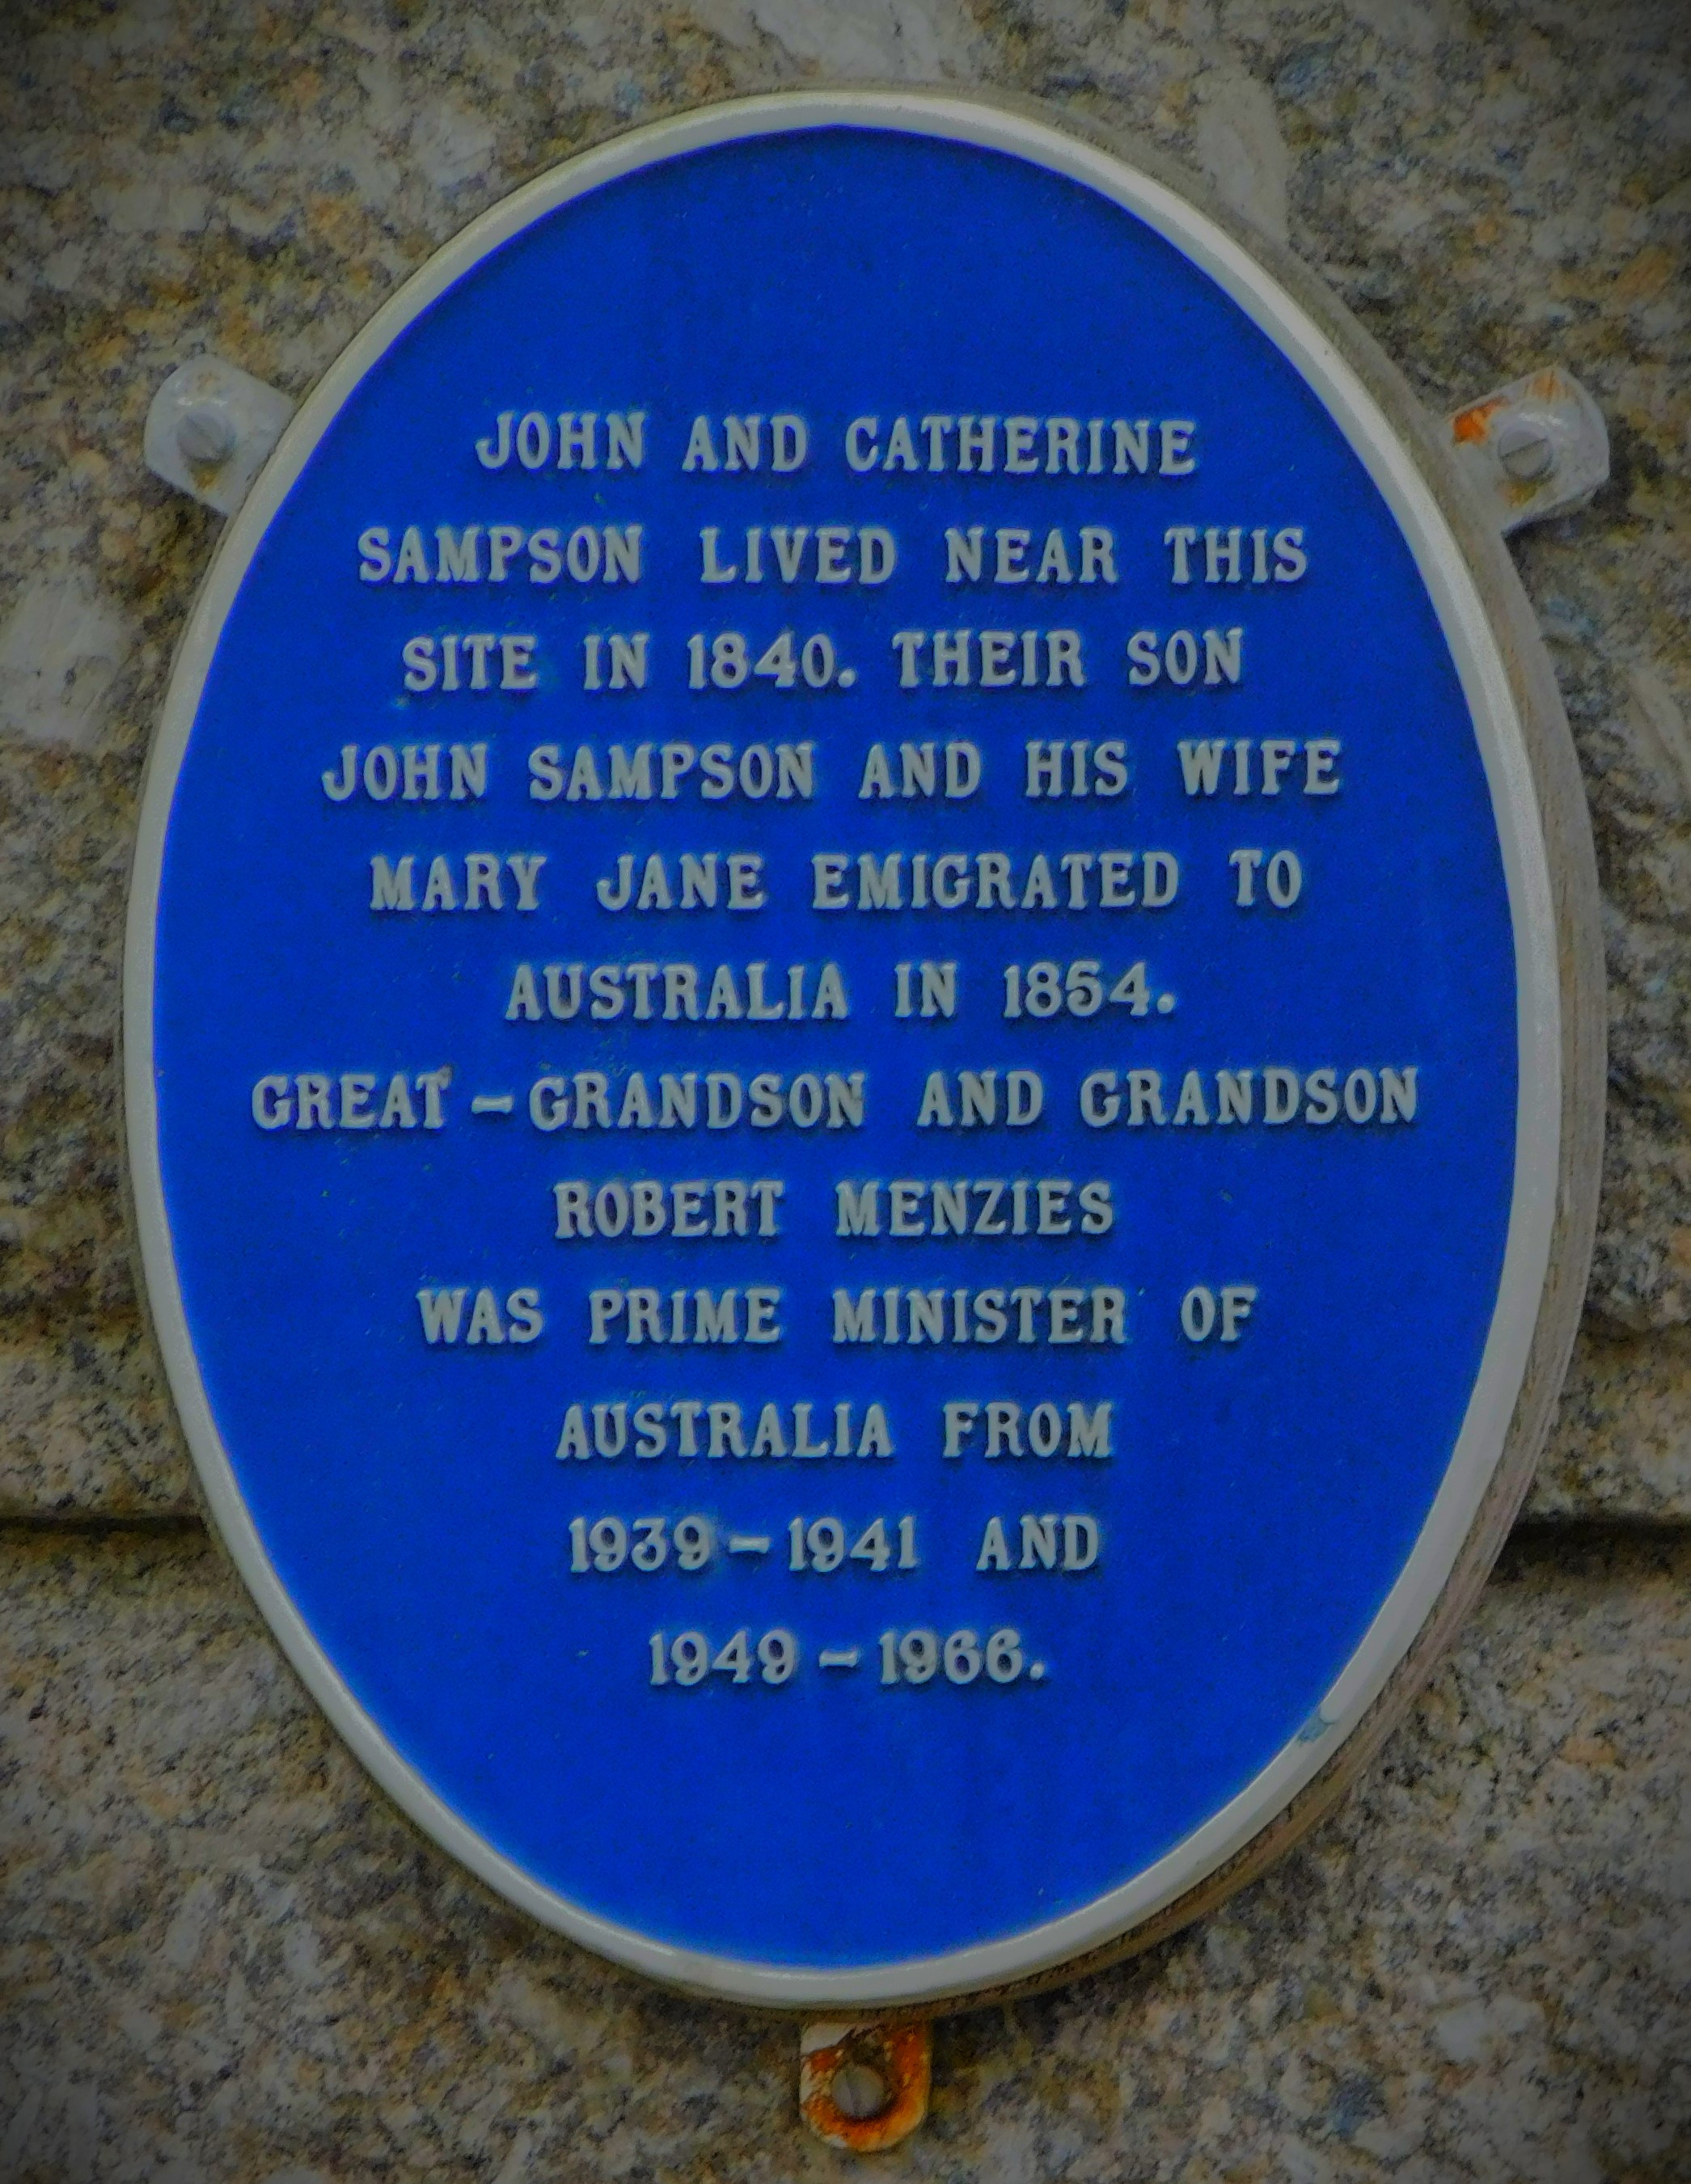 JOHN AND CATHERINE
SAMPSON LIVED NEAR THIS
SITE IN 1840. THEIR SON
JOHN SAMPSON AND HIS WIFE
MARY JANE EMIGRATED TO
AUSTRALIA IN 1854.
GREAT-GRANDSON AND GRANDSON
ROBERT MENZIES
WAS PRIME MINISTER OF
AUSTRALIA FROM
1939-1941 AND
1949-1966.